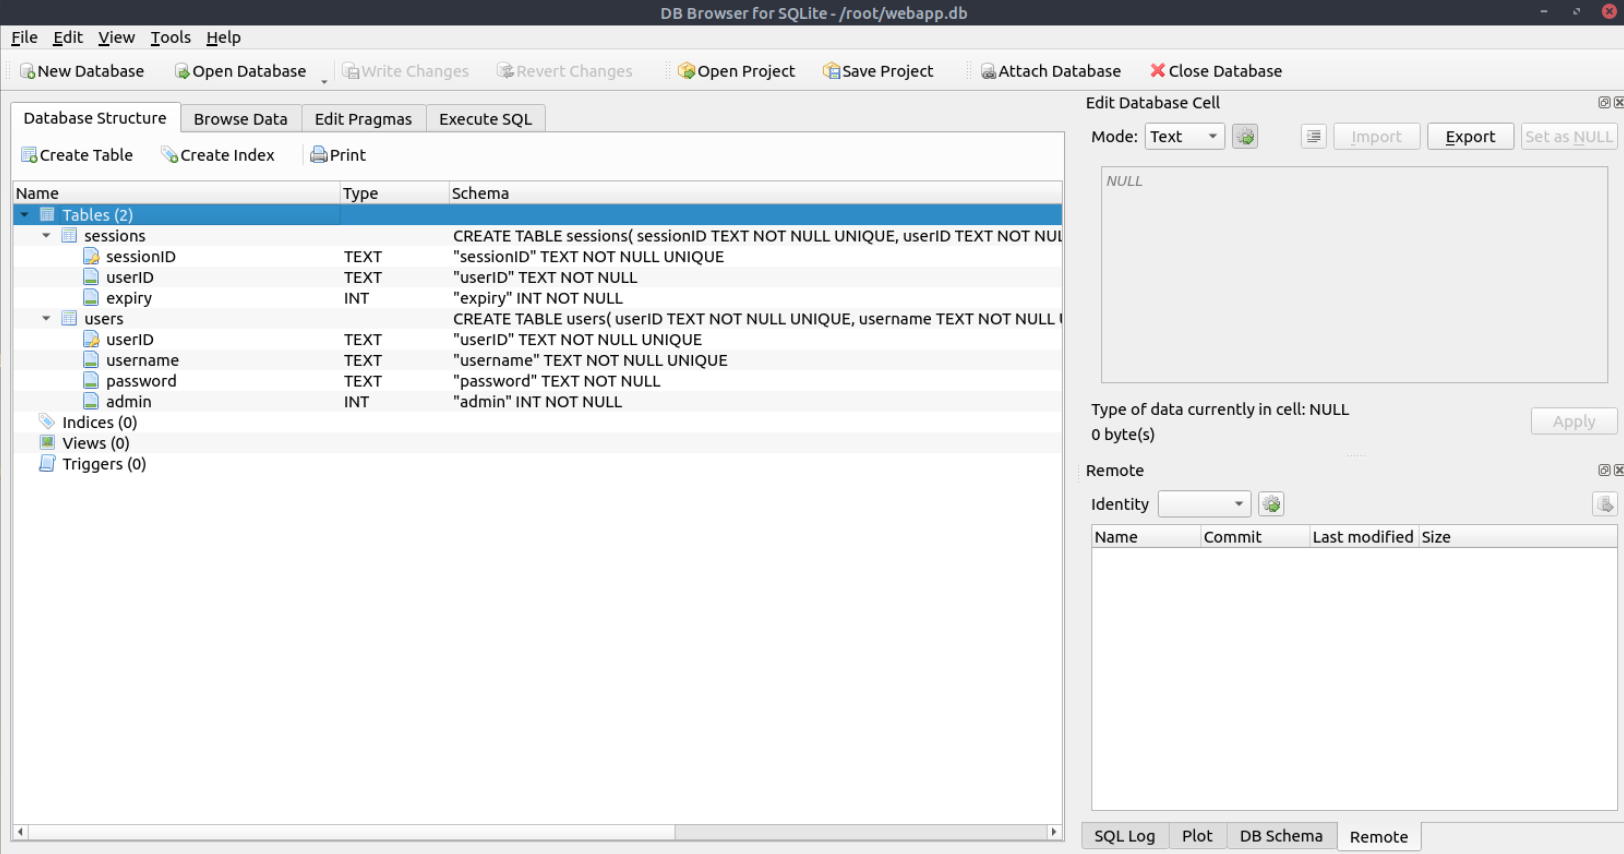 DB Browser for SQLite - /root/webapp.db
File Edit View Tools Help
New Database Open Database Write Changes Revert Changes Open Project Save Project Attach Database Close Database
Database Structure Browse Data Edit Pragmas Execute SQL
Create Table Create Index Print
Name Type Schema
Tables (2)
sessions CREATE TABLE sessions( sessionID TEXT NOT NULL UNIQUE, userID TEXT NOT NUL
sessionID TEXT "sessionID" TEXT NOT NULL UNIQUE
userID TEXT "userID" TEXT NOT NULL
expiry INT "expiry" INT NOT NULL
users CREATE TABLE users( userID TEXT NOT NULL UNIQUE, username TEXT NOT NULL
userID TEXT "userID" TEXT NOT NULL UNIQUE
username TEXT "username" TEXT NOT NULL UNIQUE
password TEXT "password" TEXT NOT NULL
admin INT "admin" INT NOT NULL
Indices (0)
Views (0)
Triggers (0)
Edit Database Cell
Mode: Text Import Export Set as NULL
NULL
Type of data currently in cell: NULL
0 byte(s)
Apply
Remote
Identity
Name Commit Last modified Size
SQL Log Plot DB Schema Remote